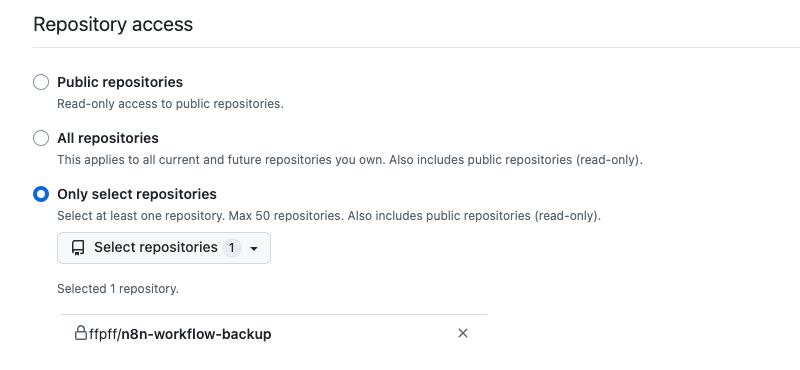 Repository access
Public repositories
Read-only access to public repositories.
All repositories
This applies to all current and future repositories you own. Also includes public repositories (read-only).
Only select repositories
Select at least one repository. Max 50 repositories. Also includes public repositories (read-only).
Select repositories 1
Selected 1 repository.
ffpff/n8n-workflow-backup